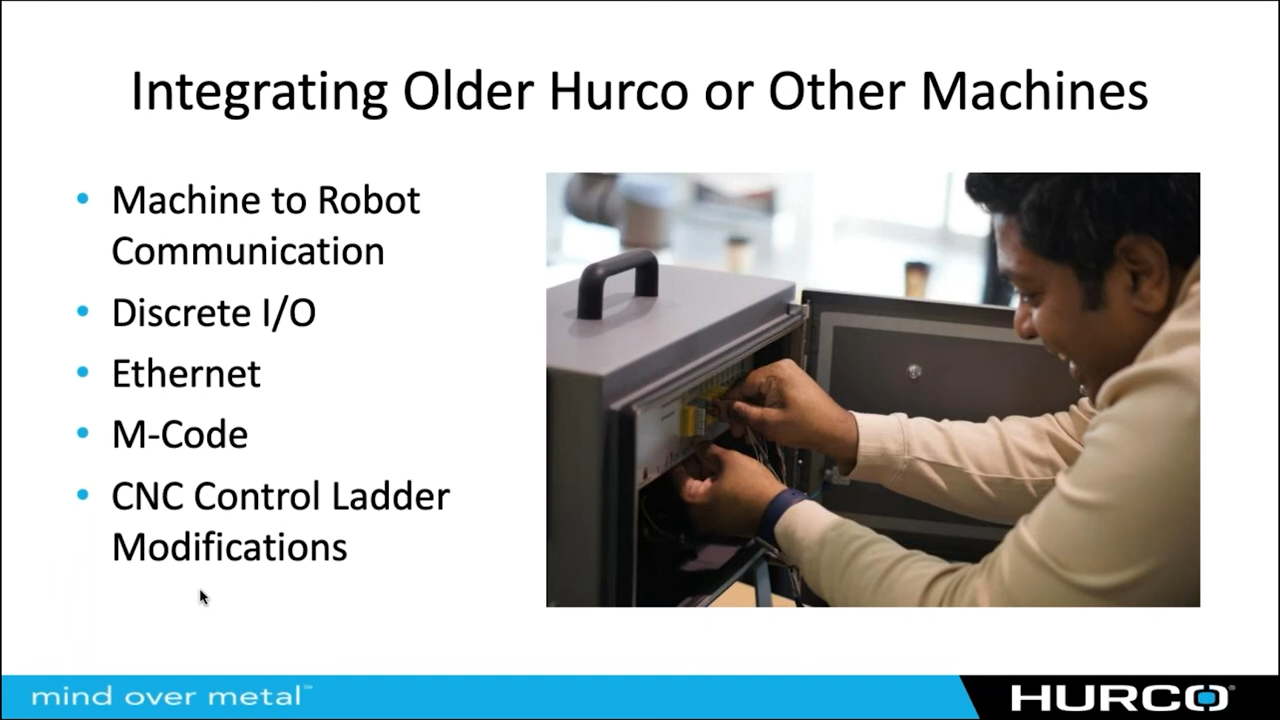 Integrating Older Hurco or Other Machines
• Machine to Robot
Communication
• Discrete I/O
• Ethernet
• M-Code
• CNC Control Ladder
Modifications
mind over metal™
HURCO®